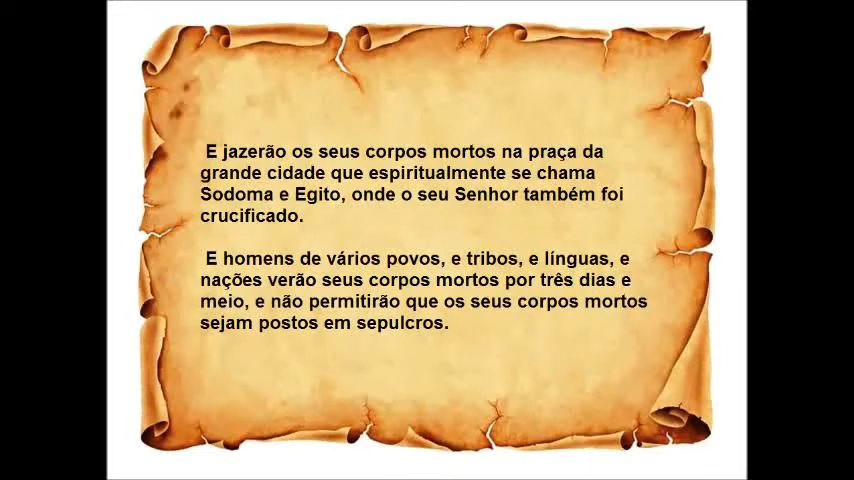 E jazerão os seus corpos mortos na praça da
grande cidade que espiritualmente se chama
Sodoma e Egito, onde o seu Senhor também foi
crucificado.
E homens de vários povos, e tribos, e línguas, e
nações verão seus corpos mortos por três dias e
meio, e não permitirão que os seus corpos mortos
sejam postos em sepulcros.